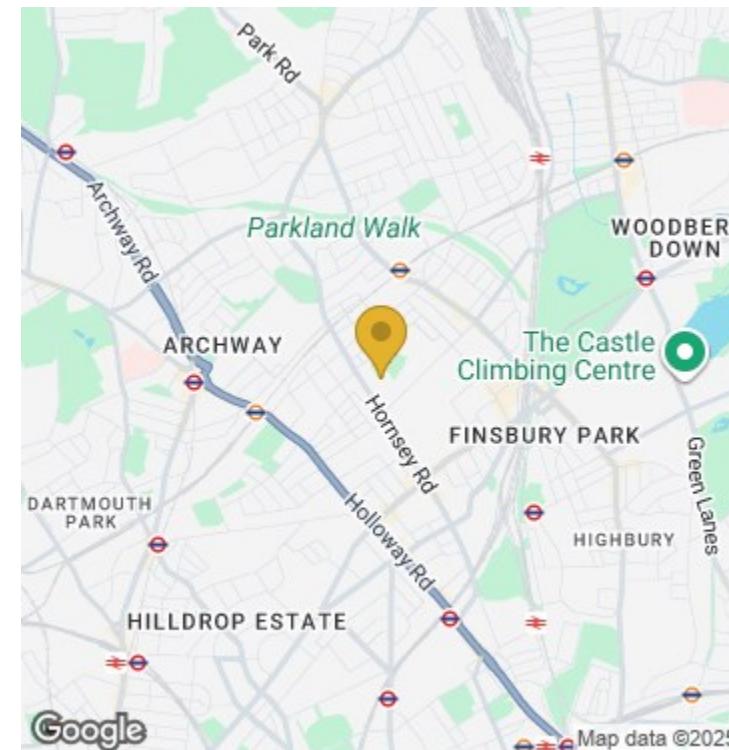 Park Rd
Archway Rd
Parkland Walk
WOODBER
DOWN
ARCHWAY
The Castle
Climbing Centre
Hornsey Rd
FINSBURY PARK
Green Lanes
DARTMOUTH
PARK
Holloway Rd
HIGHBURY
HILLDROP ESTATE
Google
Map data ©2025